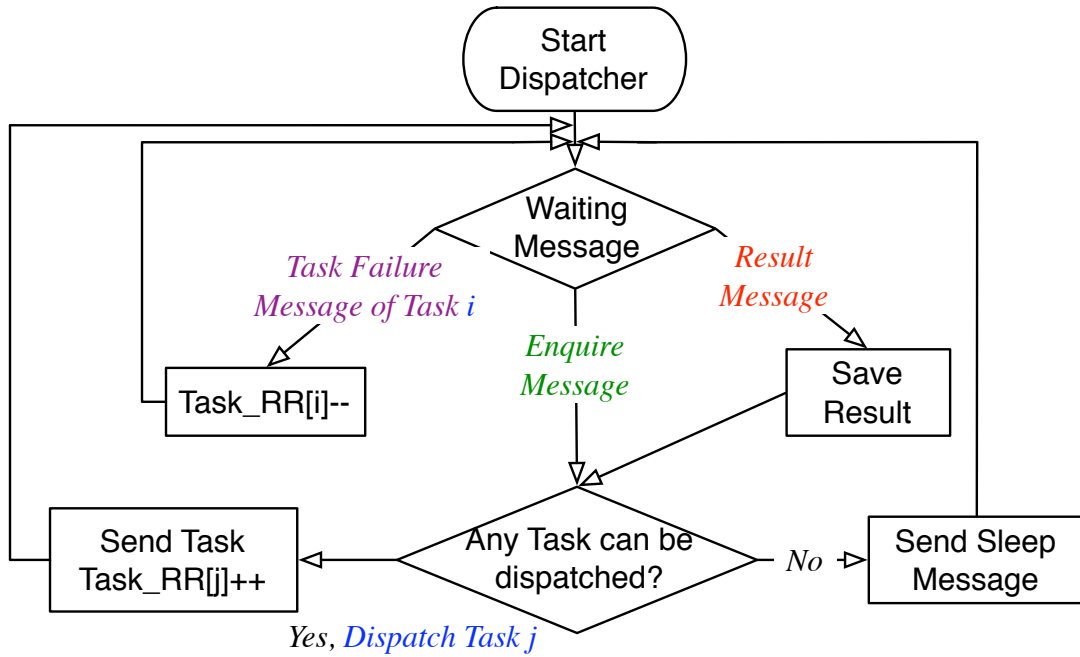 Start
Dispatcher
Waiting
Message
Task Failure
Message of Task i
Result
Message
Enquire
Message
Task_RR[i]--
Save
Result
Send Task
Task_RR[j]++
Any Task can be
dispatched?
No
Send Sleep
Message
Yes, Dispatch Task j